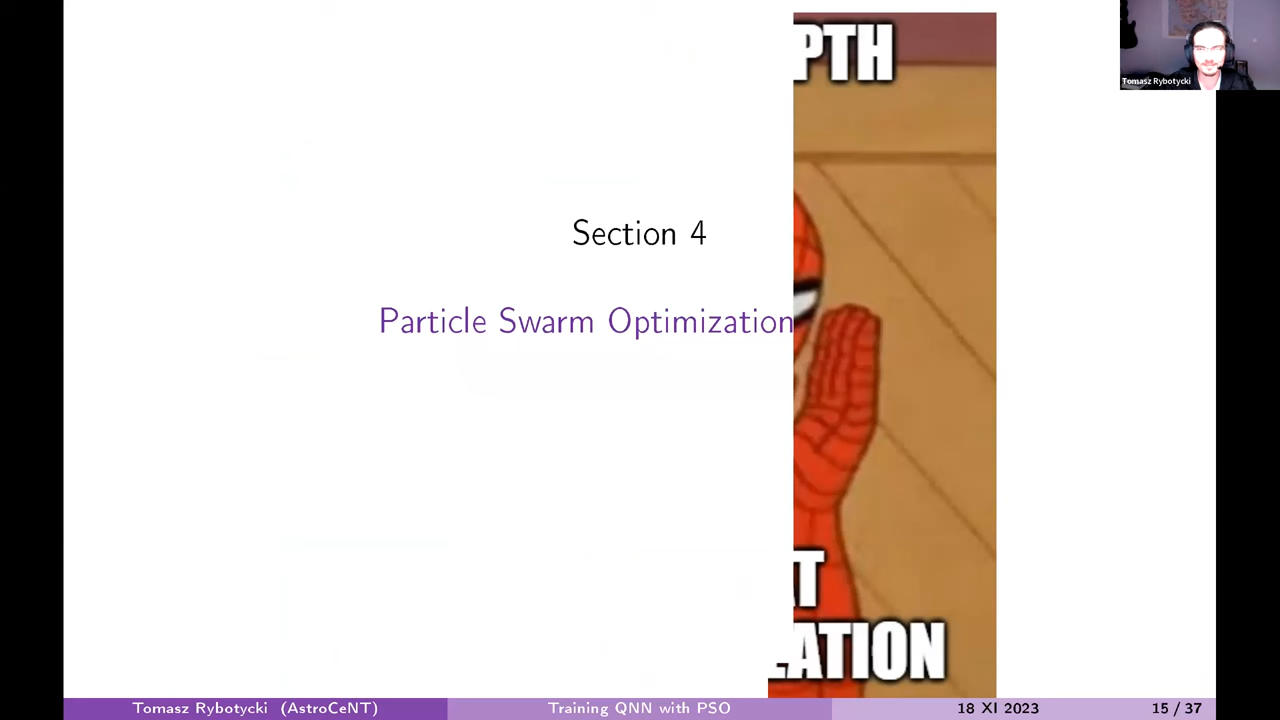 PTH
Tomasz Rybotycki
Section 4
Particle Swarm Optimization
Tomasz Rybotycki (AstroCeNT)
Training QNN with PSO
18 XI 2023
15 / 37